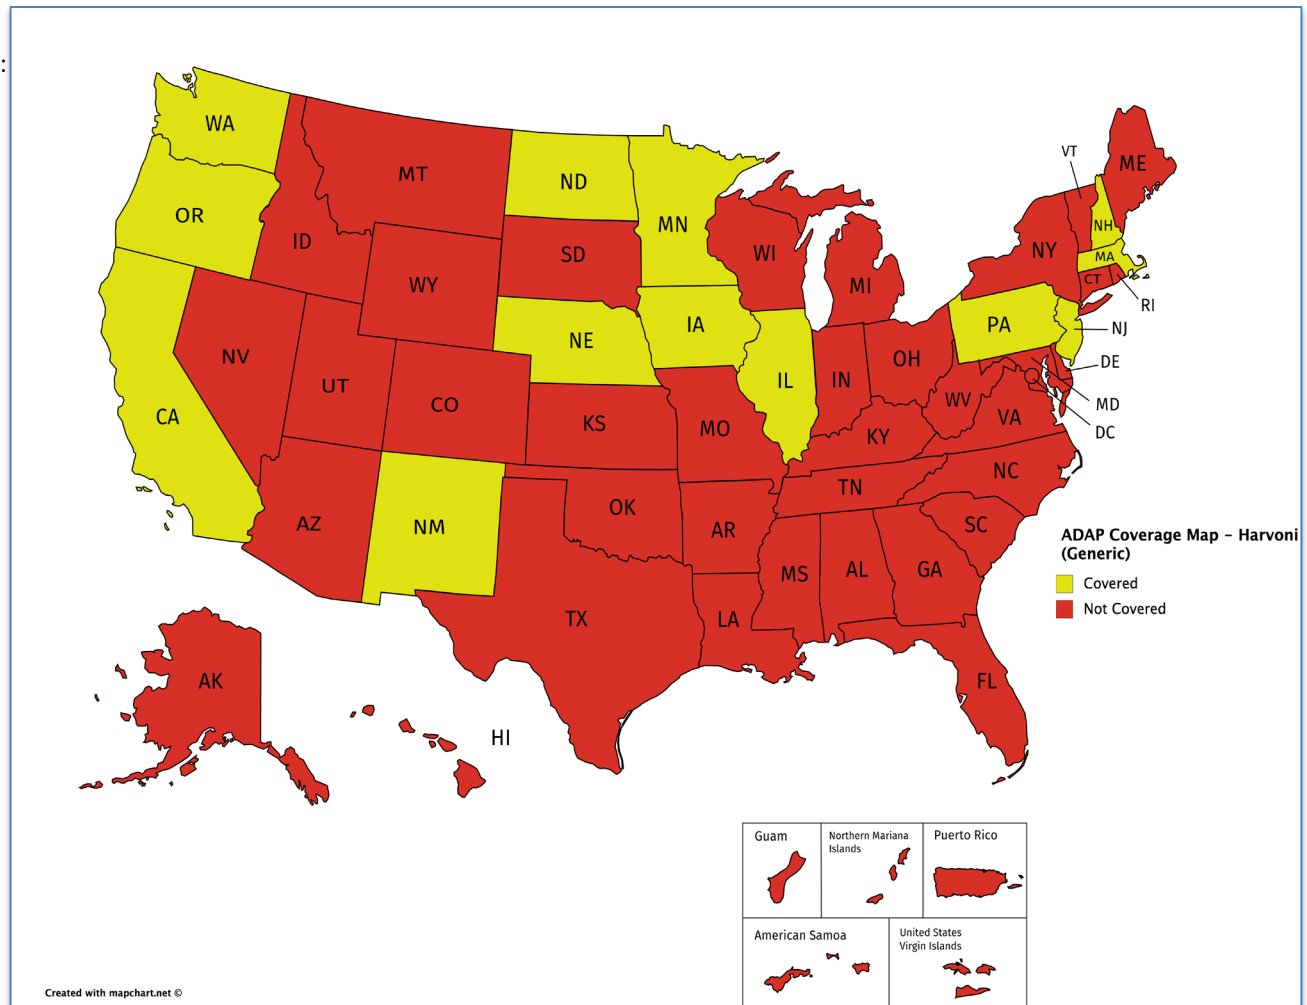 :
WA
MT
ND
MN
VT
ME
OR
ID
SD
WI
NY
NH
MA
WY
MI
CT
RI
NE
IA
PA
NJ
NV
UT
CO
IL
IN
OH
DE
CA
KS
MO
WV
VA
MD
DC
KY
NC
AZ
NM
OK
TN
AR
SC
MS
AL
GA
TX
LA
FL
AK
HI
ADAP Coverage Map – Harvoni
(Generic)
Covered
Not Covered
Guam
Northern Mariana
Islands
Puerto Rico
American Samoa
United States
Virgin Islands
Created with mapchart.net ©